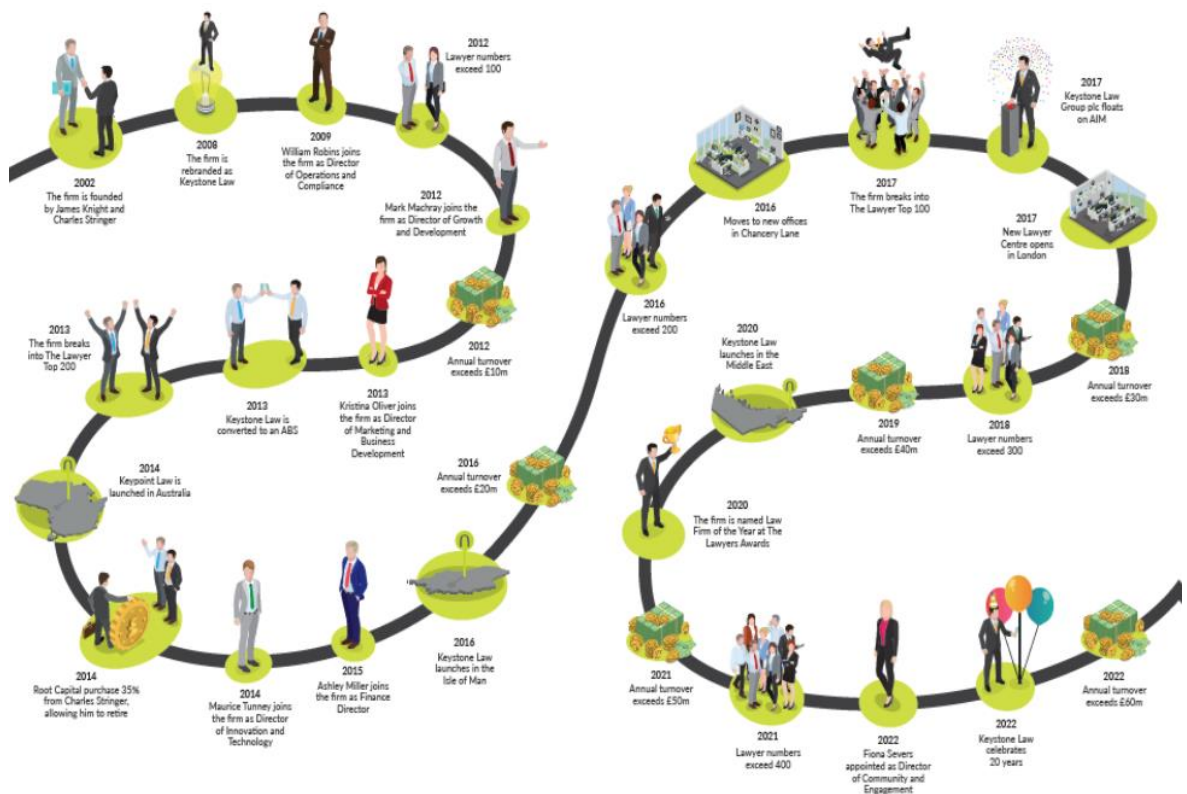 2002
The firm is founded
by James Knight and
Charles Stringer
2008
The firm is
rebranded as
Keystone Law
2009
William Robins joins
the firm as Director
of Operations and
Compliance
2012
Lawyer numbers
exceed 100
2012
Mark Machray joins the
firm as Director of Growth
and Development
2012
Annual turnover
exceeds £10m
2013
Kristina Oliver joins
the firm as Director
of Marketing and
Business
Development
2013
Keystone Law is
converted to an ABS
2013
The firm breaks
into The Lawyer
Top 200
2014
Keypoint Law is
launched in Australia
2014
Root Capital purchase 35%
from Charles Stringer,
allowing him to retire
2014
Maurice Tunney joins
the firm as Director
of Innovation and
Technology
2015
Ashley Miller joins
the firm as Finance
Director
2016
Keystone Law
launches in the
Isle of Man
2016
Annual turnover
exceeds £20m
2016
Lawyer numbers
exceed 200
2016
Moves to new offices
in Chancery Lane
2017
The firm breaks into
The Lawyer Top 100
2017
Keystone Law
Group plc floats
on AIM
2017
New Lawyer
Centre opens
in London
2018
Annual turnover
exceeds £30m
2018
Lawyer numbers
exceed 300
2019
Annual turnover
exceeds £40m
2020
Keystone Law
launches in the
Middle East
2020
The firm is named Law
Firm of the Year at The
Lawyers Awards
2021
Annual turnover
exceeds £50m
2021
Lawyer numbers
exceed 400
2022
Fiona Severs
appointed as Director
of Community and
Engagement
2022
Keystone Law
celebrates
20 years
2022
Annual turnover
exceeds £60m